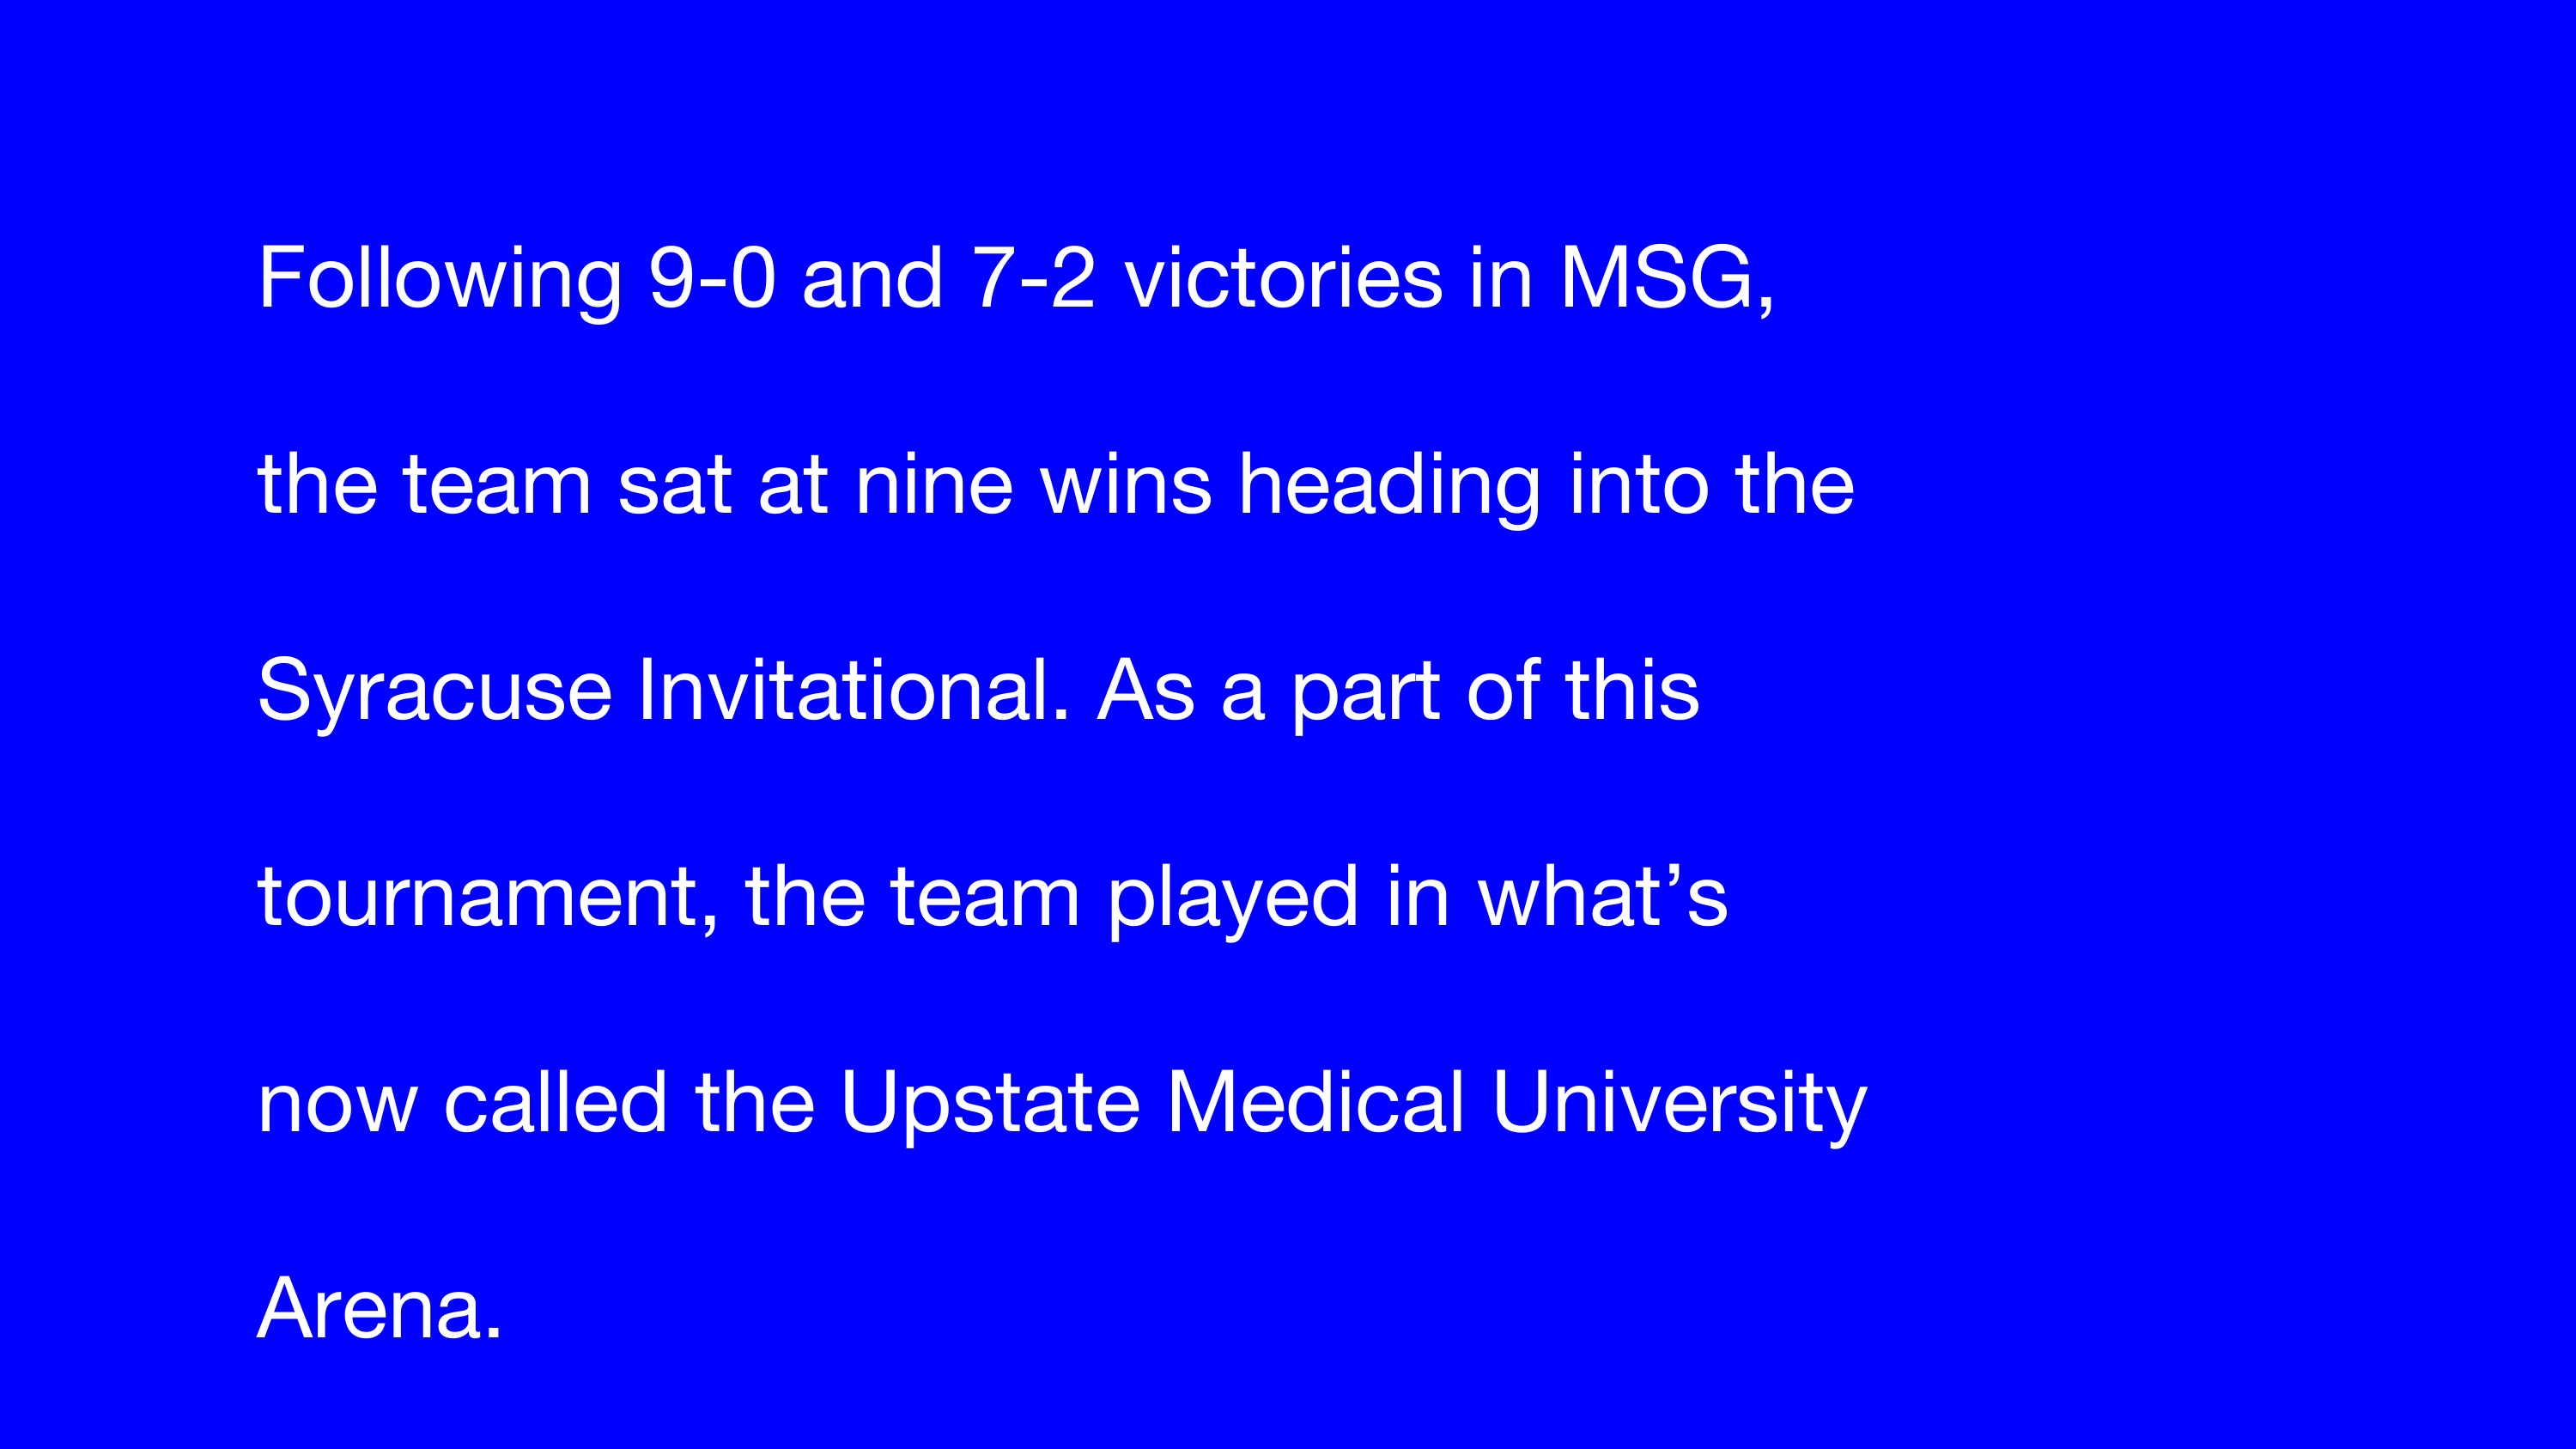 Following 9-0 and 7-2 victories in MSG,
the team sat at nine wins heading into the
Syracuse Invitational. As a part of this
tournament, the team played in what’s
now called the Upstate Medical University
Arena.